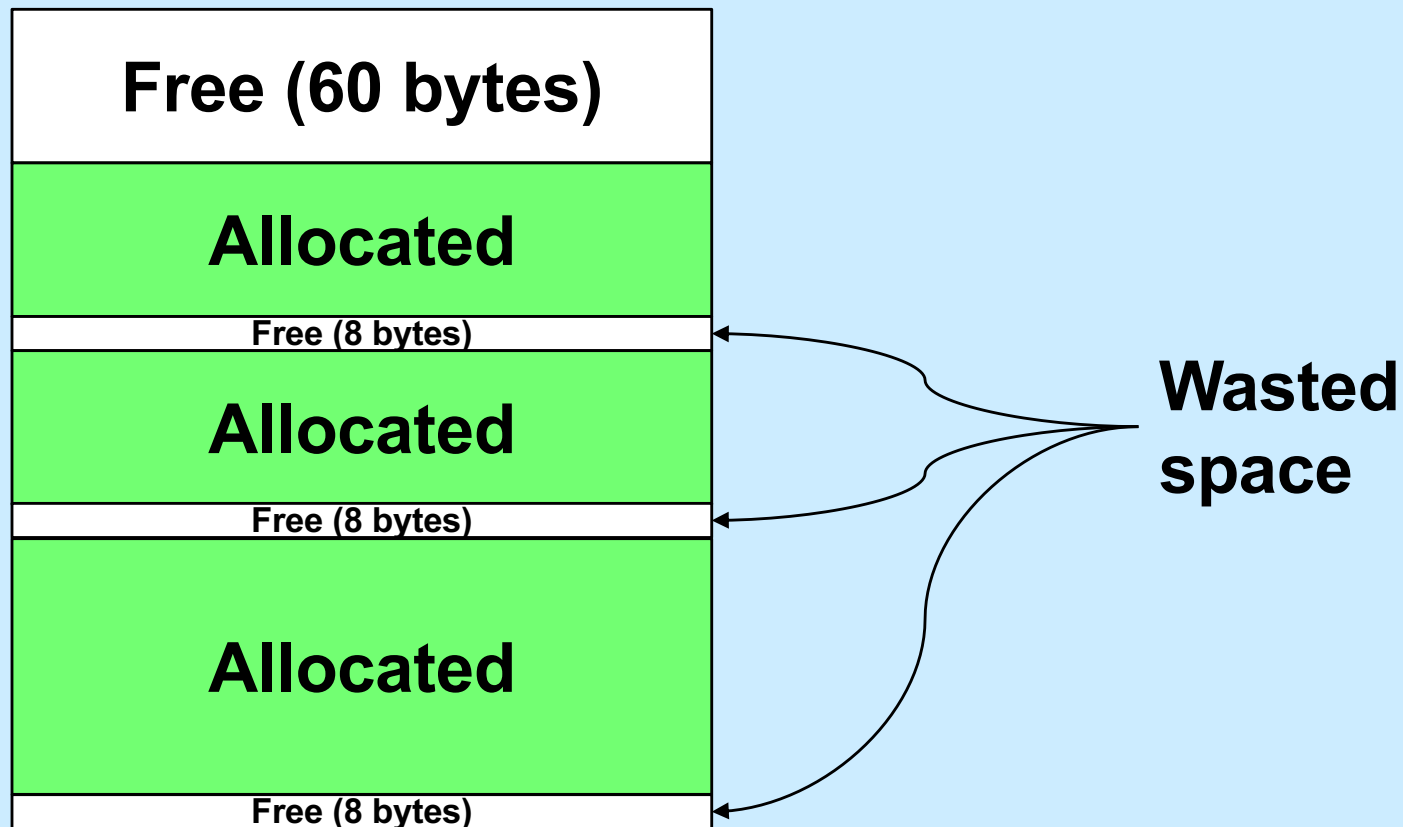 Free (60 bytes)
Allocated
Free (8 bytes)
Allocated
Free (8 bytes)
Allocated
Free (8 bytes)
Wasted
space